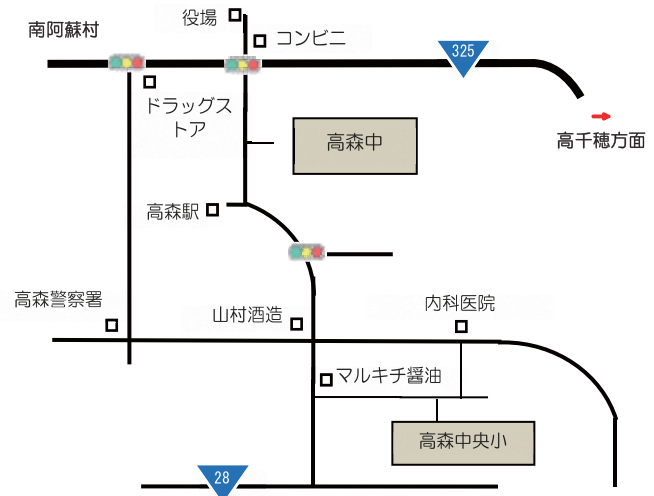 役場
コンビニ
南阿蘇村
325
ドラッグス
トア
高森中
高千穂方面
高森駅
高森警察署
山村酒造
内科医院
マルキチ醤油
高森中央小
28